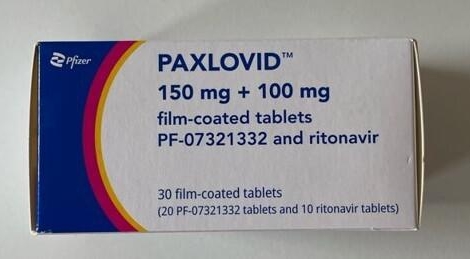 Pfizer
PAXLOVID™
150 mg + 100 mg
film-coated tablets
PF-07321332 and ritonavir
30 film-coated tablets
(20 PF-07321332 tablets and 10 ritonavir tablets)